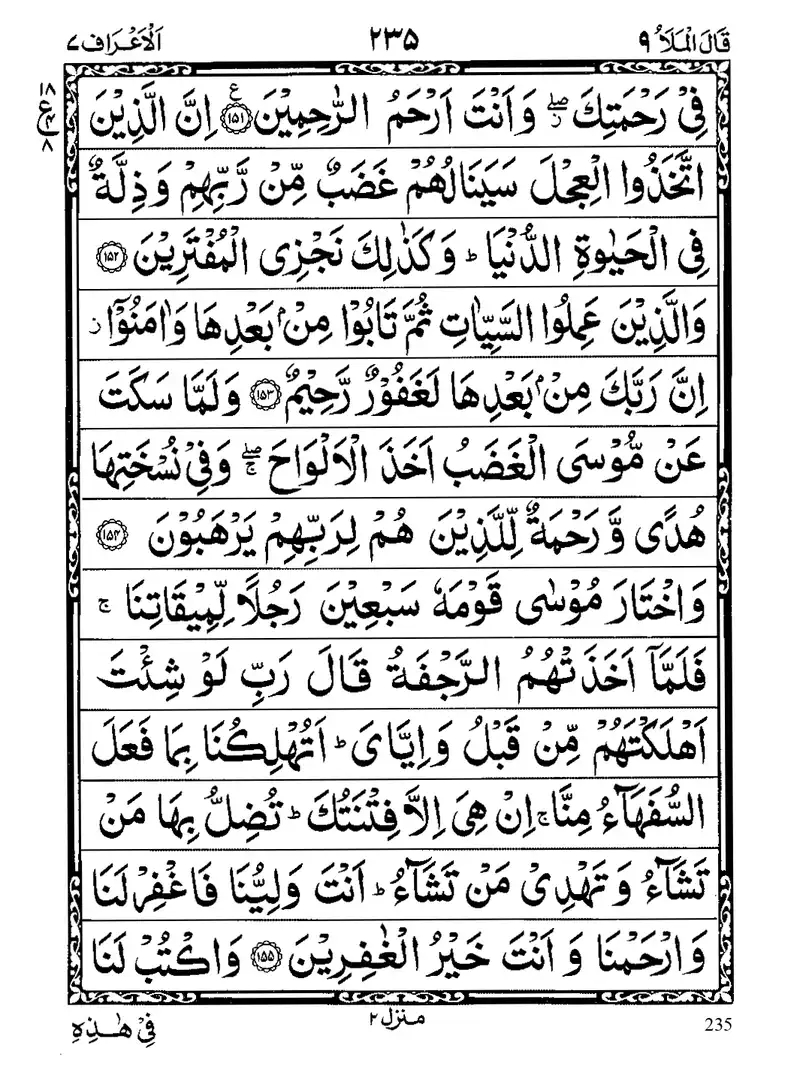 قَالَ الْمَلَاُ ٩ ٢٣٥ اَلْاَعْرَاف ٧
١٨ ع ٨
فِيْ رَحْمَتِكَ ۖ وَ اَنْتَ اَرْحَمُ الرّٰحِمِيْنَ ﴿١٥١﴾ اِنَّ الَّذِيْنَ
اتَّخَذُوا الْعِجْلَ سَيَنَالُهُمْ غَضَبٌ مِّنْ رَّبِّهِمْ وَ ذِلَّةٌ
فِي الْحَيٰوةِ الدُّنْيَا ؕ وَ كَذٰلِكَ نَجْزِى الْمُفْتَرِيْنَ ﴿١٥٢﴾
وَالَّذِيْنَ عَمِلُوا السَّيِّاٰتِ ثُمَّ تَابُوْا مِنْۢ بَعْدِهَا وَاٰمَنُوْۤا ز
اِنَّ رَبَّكَ مِنْۢ بَعْدِهَا لَغَفُوْرٌ رَّحِيْمٌ ﴿١٥٣﴾ وَلَمَّا سَكَتَ
عَنْ مُّوْسَى الْغَضَبُ اَخَذَ الْاَلْوَاحَ ۖ ج وَفِيْ نُسْخَتِهَا
هُدًى وَّ رَحْمَةٌ لِّلَّذِيْنَ هُمْ لِرَبِّهِمْ يَرْهَبُوْنَ ﴿١٥٤﴾
وَاخْتَارَ مُوْسٰى قَوْمَهٗ سَبْعِيْنَ رَجُلًا لِّمِيْقَاتِنَا ج
فَلَمَّاۤ اَخَذَتْهُمُ الرَّجْفَةُ قَالَ رَبِّ لَوْ شِئْتَ
اَهْلَكْتَهُمْ مِّنْ قَبْلُ وَاِيَّايَ ؕ اَتُهْلِكُنَا بِمَا فَعَلَ
السُّفَهَآءُ مِنَّا ج اِنْ هِيَ اِلَّا فِتْنَتُكَ ؕ تُضِلُّ بِهَا مَنْ
تَشَآءُ وَ تَهْدِيْ مَنْ تَشَآءُ ؕ اَنْتَ وَلِيُّنَا فَاغْفِرْ لَنَا
وَ ارْحَمْنَا وَ اَنْتَ خَيْرُ الْغٰفِرِيْنَ ﴿١٥٥﴾ وَاكْتُبْ لَنَا
فِيْ هٰذِهِ منزل ٢ 235